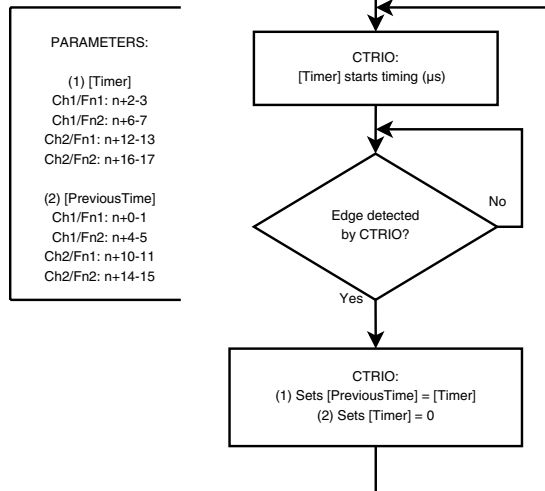 PARAMETERS:
(1) [Timer]
Ch1/Fn1: n+2-3
Ch1/Fn2: n+6-7
Ch2/Fn1: n+12-13
Ch2/Fn2: n+16-17
(2) [PreviousTime]
Ch1/Fn1: n+0-1
Ch1/Fn2: n+4-5
Ch2/Fn1: n+10-11
Ch2/Fn2: n+14-15
CTRIO:
[Timer] starts timing (µs)
Edge detected
by CTRIO?
No
Yes
CTRIO:
(1) Sets [PreviousTime] = [Timer]
(2) Sets [Timer] = 0